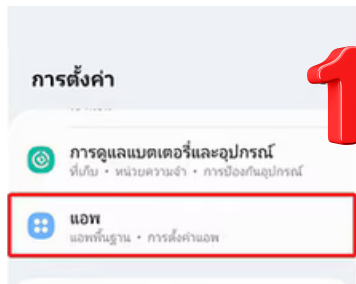 การตั้งค่า
1
การดูแลแบตเตอรี่และอุปกรณ์
ที่เก็บ • หน่วยความจำ • การป้องกันอุปกรณ์
แอพ
แอพพื้นฐาน • การตั้งค่าแอพ